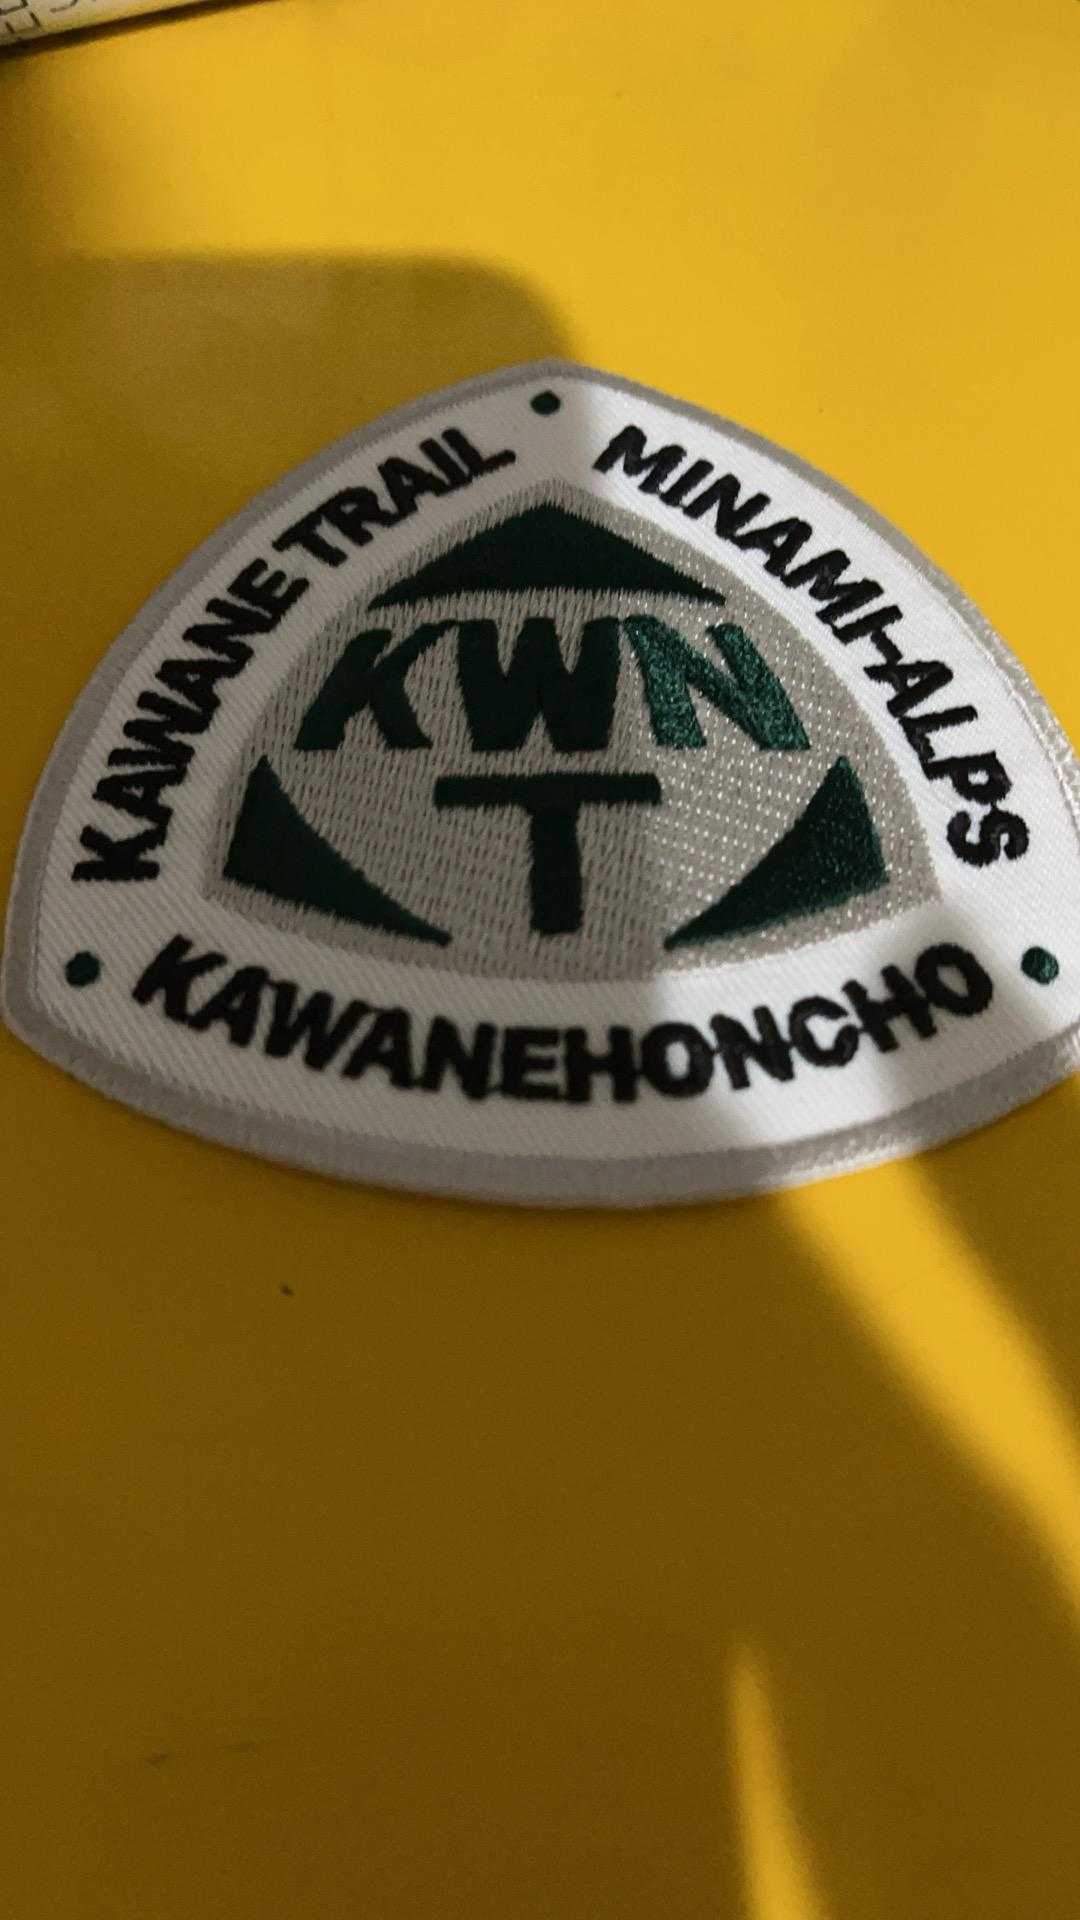 KAWANE TRAIL
MINAMI-ALPS
KWN
T
KAWANEHONCHO